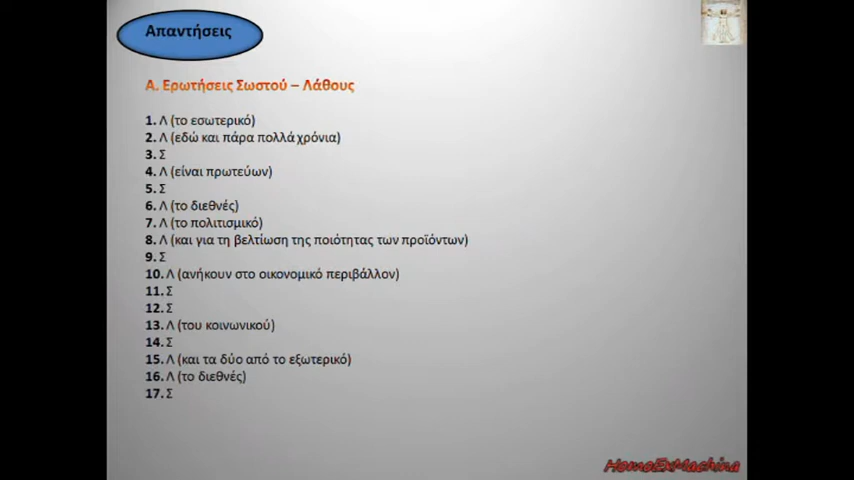 Απαντήσεις
Α. Ερωτήσεις Σωστού – Λάθους
1. Λ (το εσωτερικό)
2. Λ (εδώ και πάρα πολλά χρόνια)
3. Σ
4. Λ (είναι πρωτεύων)
5. Σ
6. Λ (το διεθνές)
7. Λ (το πολιτισμικό)
8. Λ (και για τη βελτίωση της ποιότητας των προϊόντων)
9. Σ
10. Λ (ανήκουν στο οικονομικό περιβάλλον)
11. Σ
12. Σ
13. Λ (του κοινωνικού)
14. Σ
15. Λ (και τα δύο από το εξωτερικό)
16. Λ (το διεθνές)
17. Σ
HomoExMachina